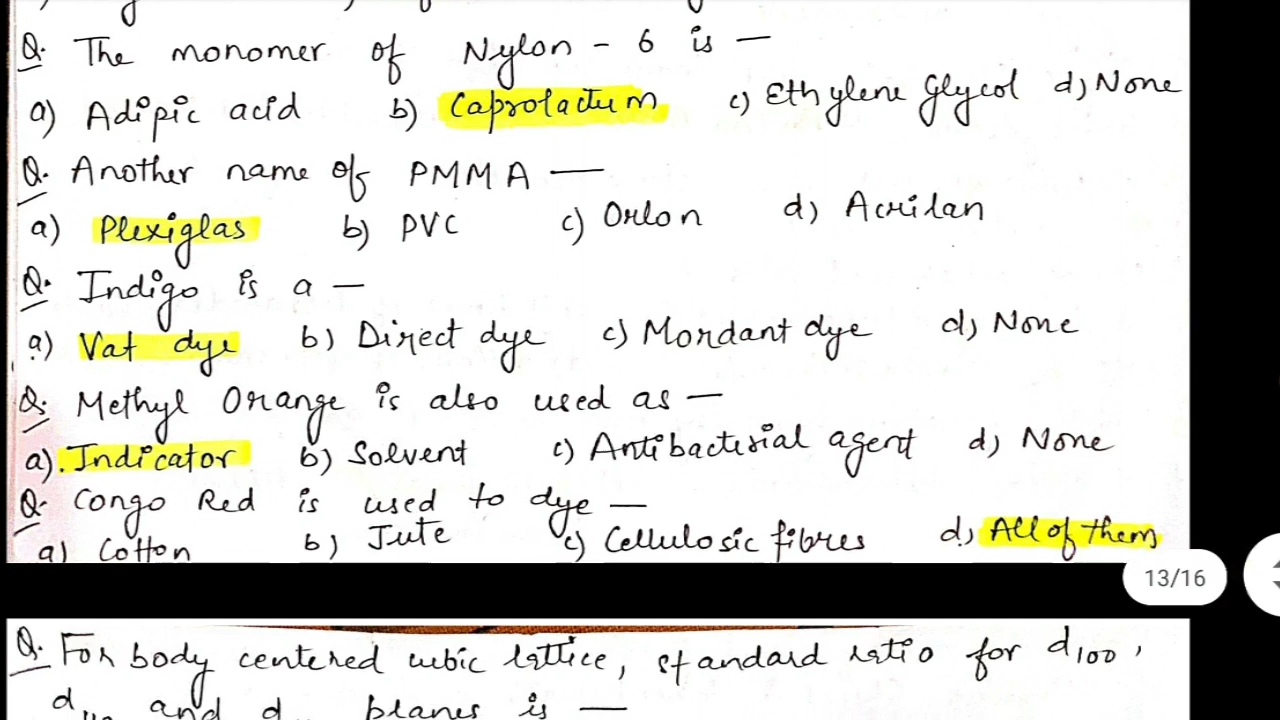 Q. The monomer of Nylon - 6 is —
a) Adipic acid b) Caprolactum c) Ethylene Glycol d) None
Q. Another name of PMMA —
a) Plexiglas b) PVC c) Orlon d) Acrilan
Q. Indigo is a —
a) Vat dye b) Direct dye c) Mordant dye d) None
Q. Methyl Orange is also used as —
a). Indicator b) Solvent c) Antibacterial agent d) None
Q. Congo Red is used to dye —
a) Cotton b) Jute c) Cellulosic fibres d) All of them
13/16
Q. For body centered cubic lattice, standard ratio for d100,
and planes is —